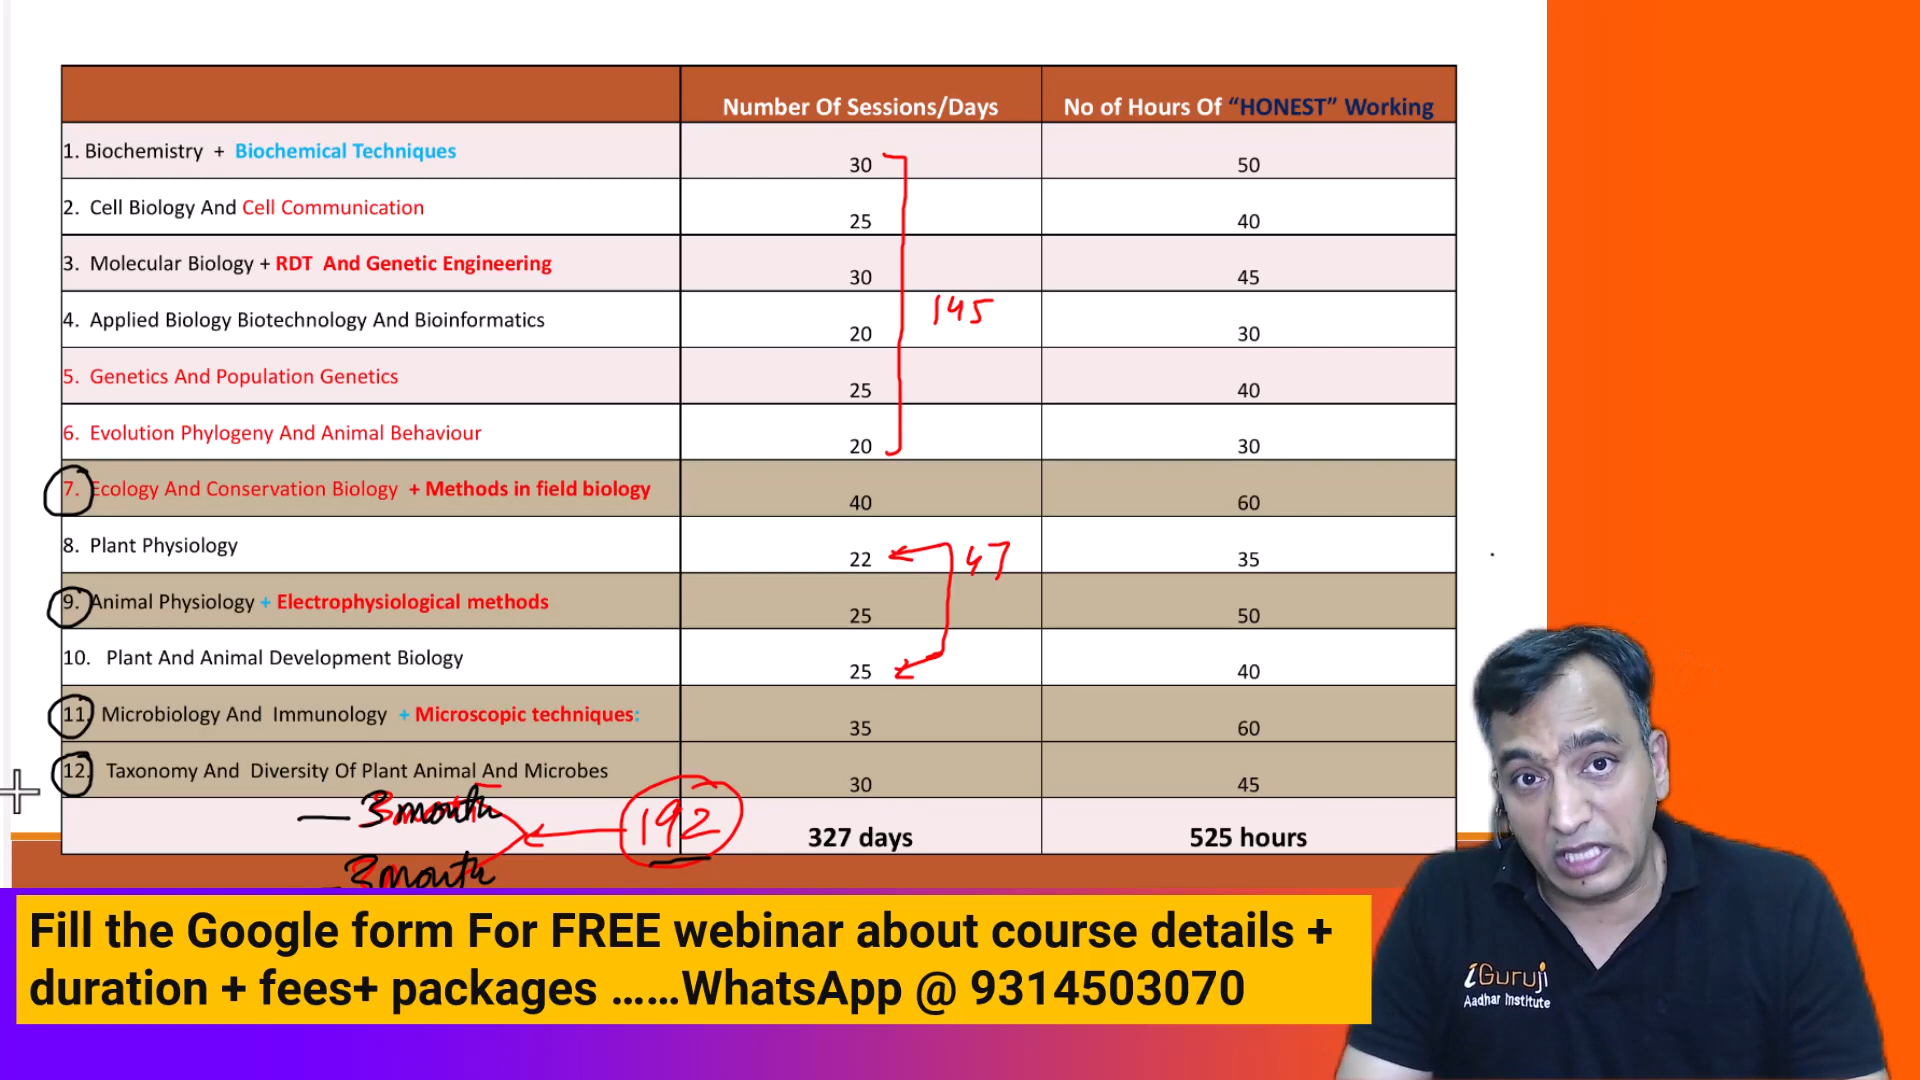 Number Of Sessions/Days No of Hours Of “HONEST” Working
1. Biochemistry + Biochemical Techniques 30 50
2. Cell Biology And Cell Communication 25 40
3. Molecular Biology + RDT And Genetic Engineering 30 45
145
4. Applied Biology Biotechnology And Bioinformatics 20 30
5. Genetics And Population Genetics 25 40
6. Evolution Phylogeny And Animal Behaviour 20 30
7. Ecology And Conservation Biology + Methods in field biology 40 60
8. Plant Physiology 22 35
47
9. Animal Physiology + Electrophysiological methods 25 50
10. Plant And Animal Development Biology 25 40
11. Microbiology And Immunology + Microscopic techniques: 35 60
12. Taxonomy And Diversity Of Plant Animal And Microbes 30 45
— 3 month 192
327 days 525 hours
- 3 month
Fill the Google form For FREE webinar about course details +
duration + fees+ packages ......WhatsApp @ 9314503070
iGuruji
Aadhar Institute